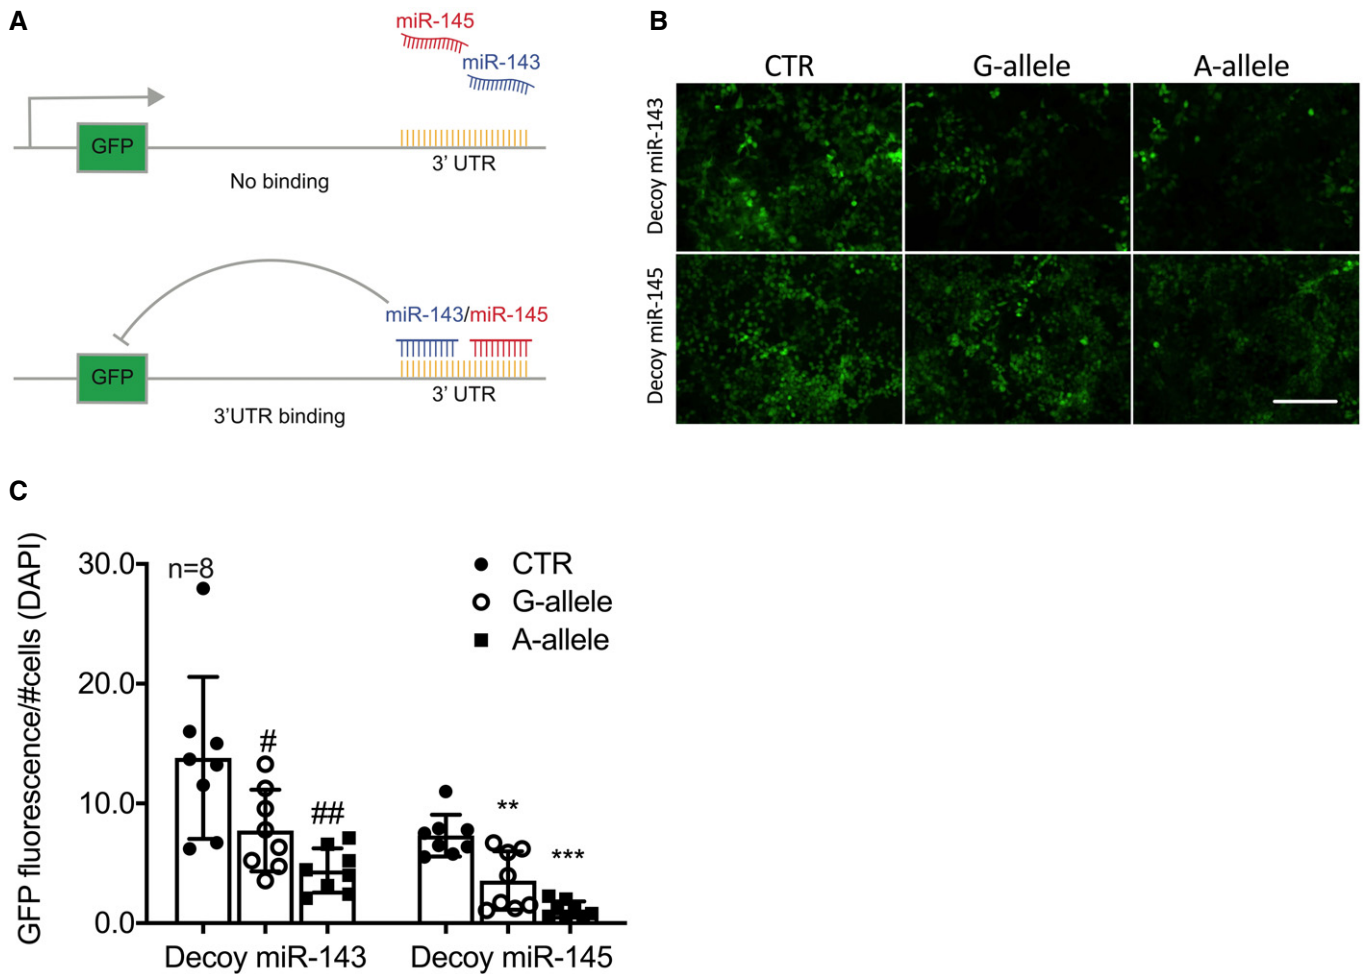 A
miR-145
miR-143
GFP
3' UTR
No binding
miR-143/miR-145
GFP
3' UTR
3'UTR binding
B
CTR
G-allele
A-allele
Decoy miR-143
Decoy miR-145
C
GFP fluorescence/#cells (DAPI)
30.0
20.0
10.0
0.0
n=8
#
##
**
***
CTR
G-allele
A-allele
Decoy miR-143
Decoy miR-145